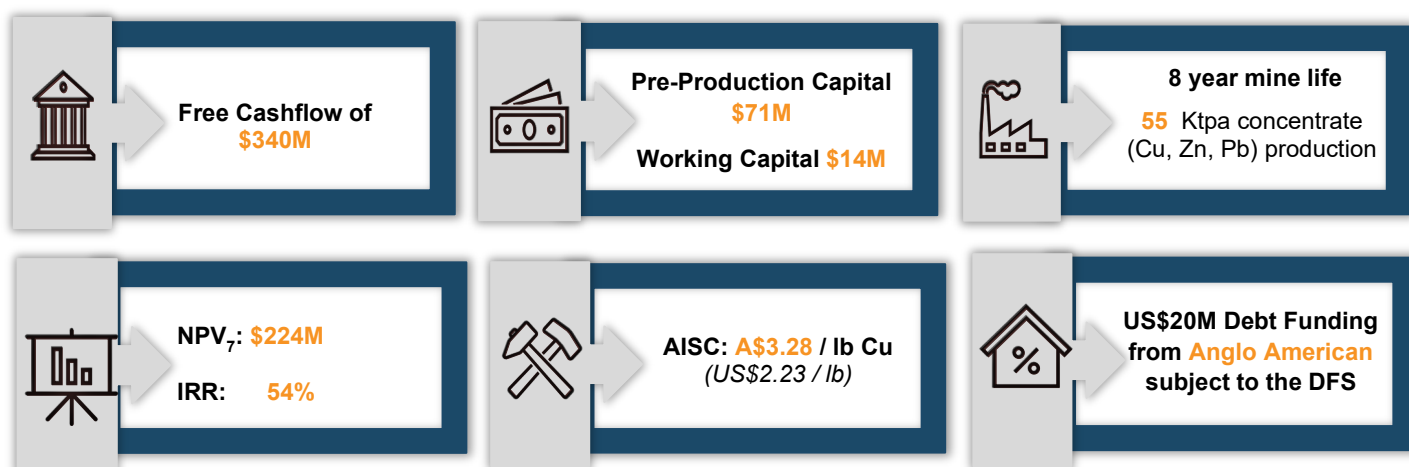 Free Cashflow of
$340M
Pre-Production Capital
$71M
Working Capital $14M
8 year mine life
55 Ktpa concentrate
(Cu, Zn, Pb) production
NPV7: $224M
IRR: 54%
AISC: A$3.28 / lb Cu
(US$2.23 / lb)
%
US$20M Debt Funding
from Anglo American
subject to the DFS